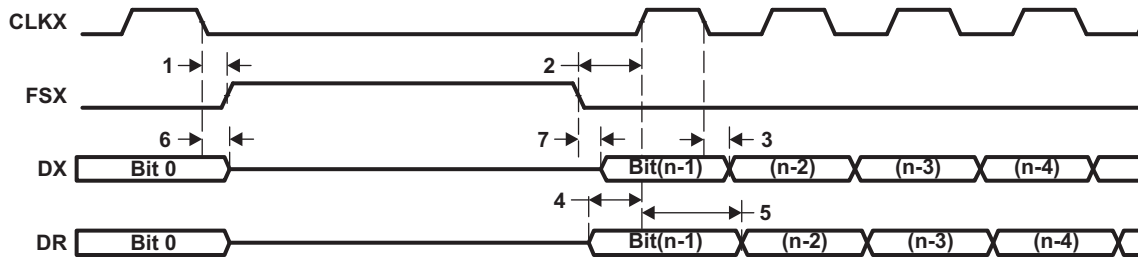 CLKX
1
2
FSX
6
7
3
DX
Bit 0
Bit(n-1)
(n-2)
(n-3)
(n-4)
4
5
DR
Bit 0
Bit(n-1)
(n-2)
(n-3)
(n-4)